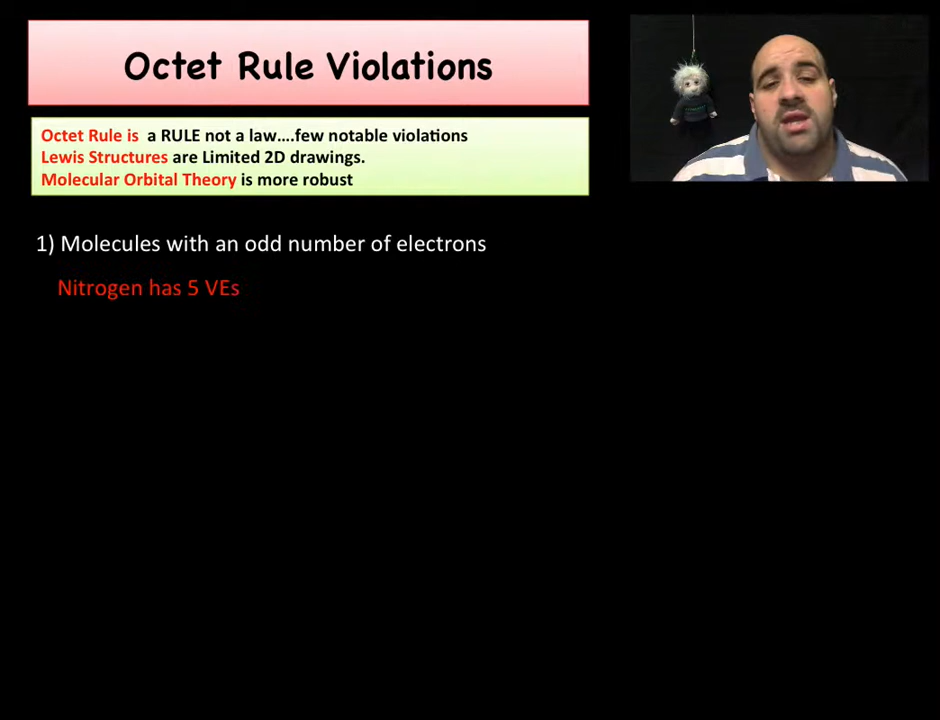 Octet Rule Violations
Octet Rule is a RULE not a law....few notable violations
Lewis Structures are Limited 2D drawings.
Molecular Orbital Theory is more robust
1) Molecules with an odd number of electrons
Nitrogen has 5 VEs